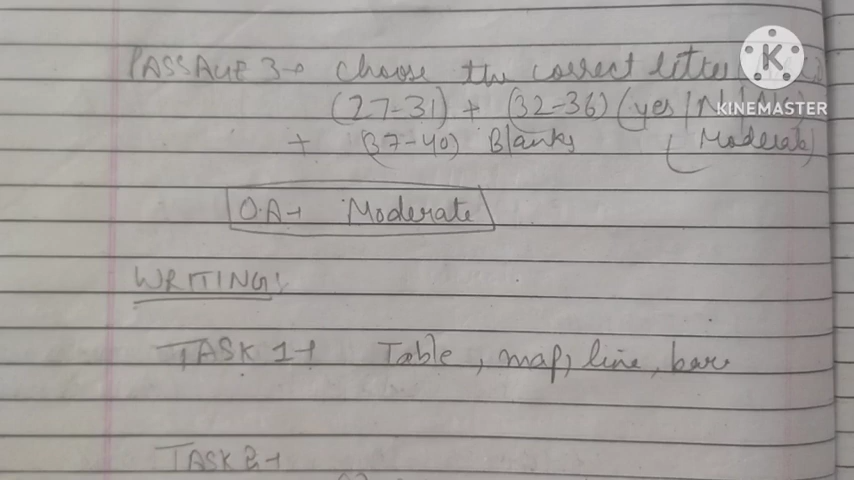 PASSAGE 3→ Choose the correct letter
(27-31) + (32-36) (yes/N/
KINEMASTER
+ (37-40) Blanks (Moderate)
O.A→ Moderate
WRITING:
TASK 1→ Table, map, line, bar
TASK 2→